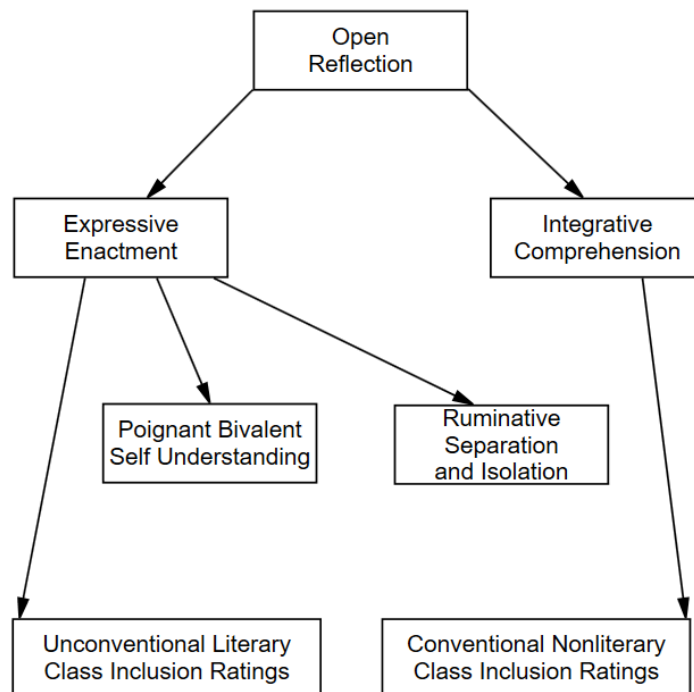 Open
Reflection
Expressive
Enactment
Integrative
Comprehension
Poignant Bivalent
Self Understanding
Ruminative
Separation
and Isolation
Unconventional Literary
Class Inclusion Ratings
Conventional Nonliterary
Class Inclusion Ratings